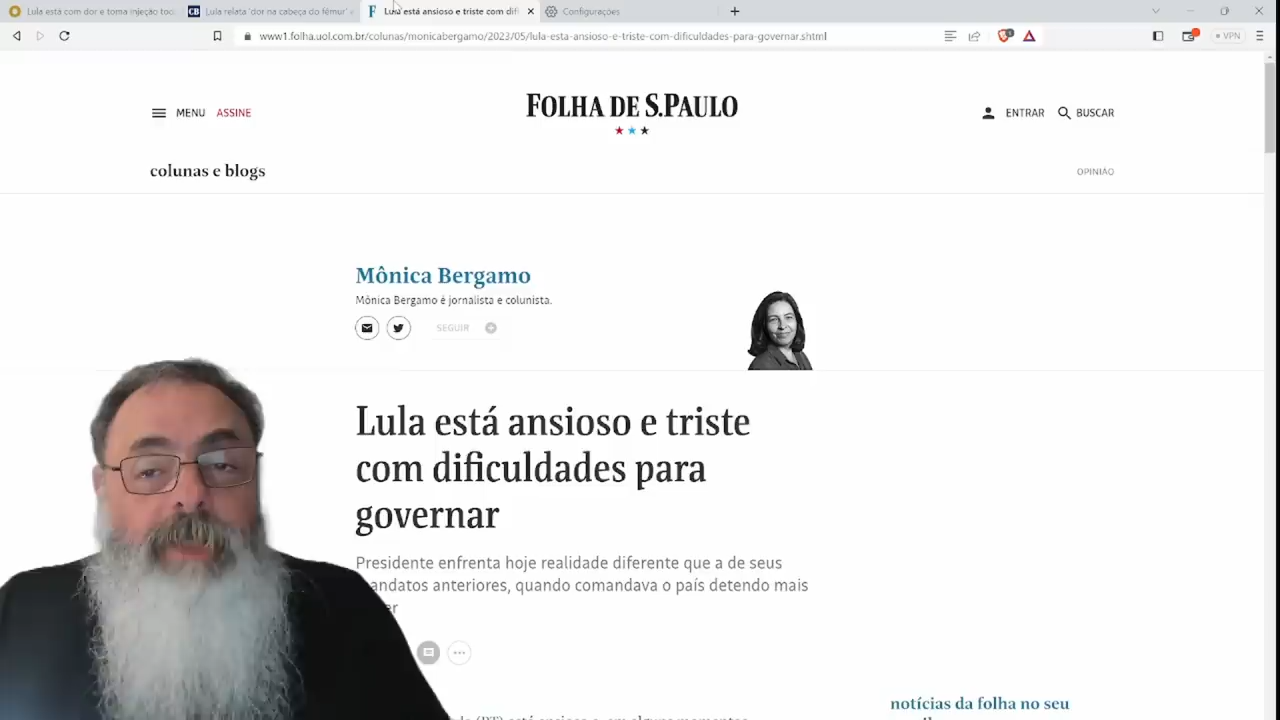 Lula está com dor e toma injeção tod
CB Lula relata 'dor na cabeça do fêmur' e
F Lula está ansioso e triste com difi
Configurações
www1.folha.uol.com.br/colunas/monicabergamo/2023/05/lula-esta-ansioso-e-triste-com-dificuldades-para-governar.shtml
VPN
MENU ASSINE
FOLHA DE S.PAULO
ENTRAR BUSCAR
colunas e blogs
OPINIÃO
Mônica Bergamo
Mônica Bergamo é jornalista e colunista.
SEGUIR
Lula está ansioso e triste
com dificuldades para
governar
Presidente enfrenta hoje realidade diferente que a de seus
mandatos anteriores, quando comandava o país detendo mais
notícias da folha no seu